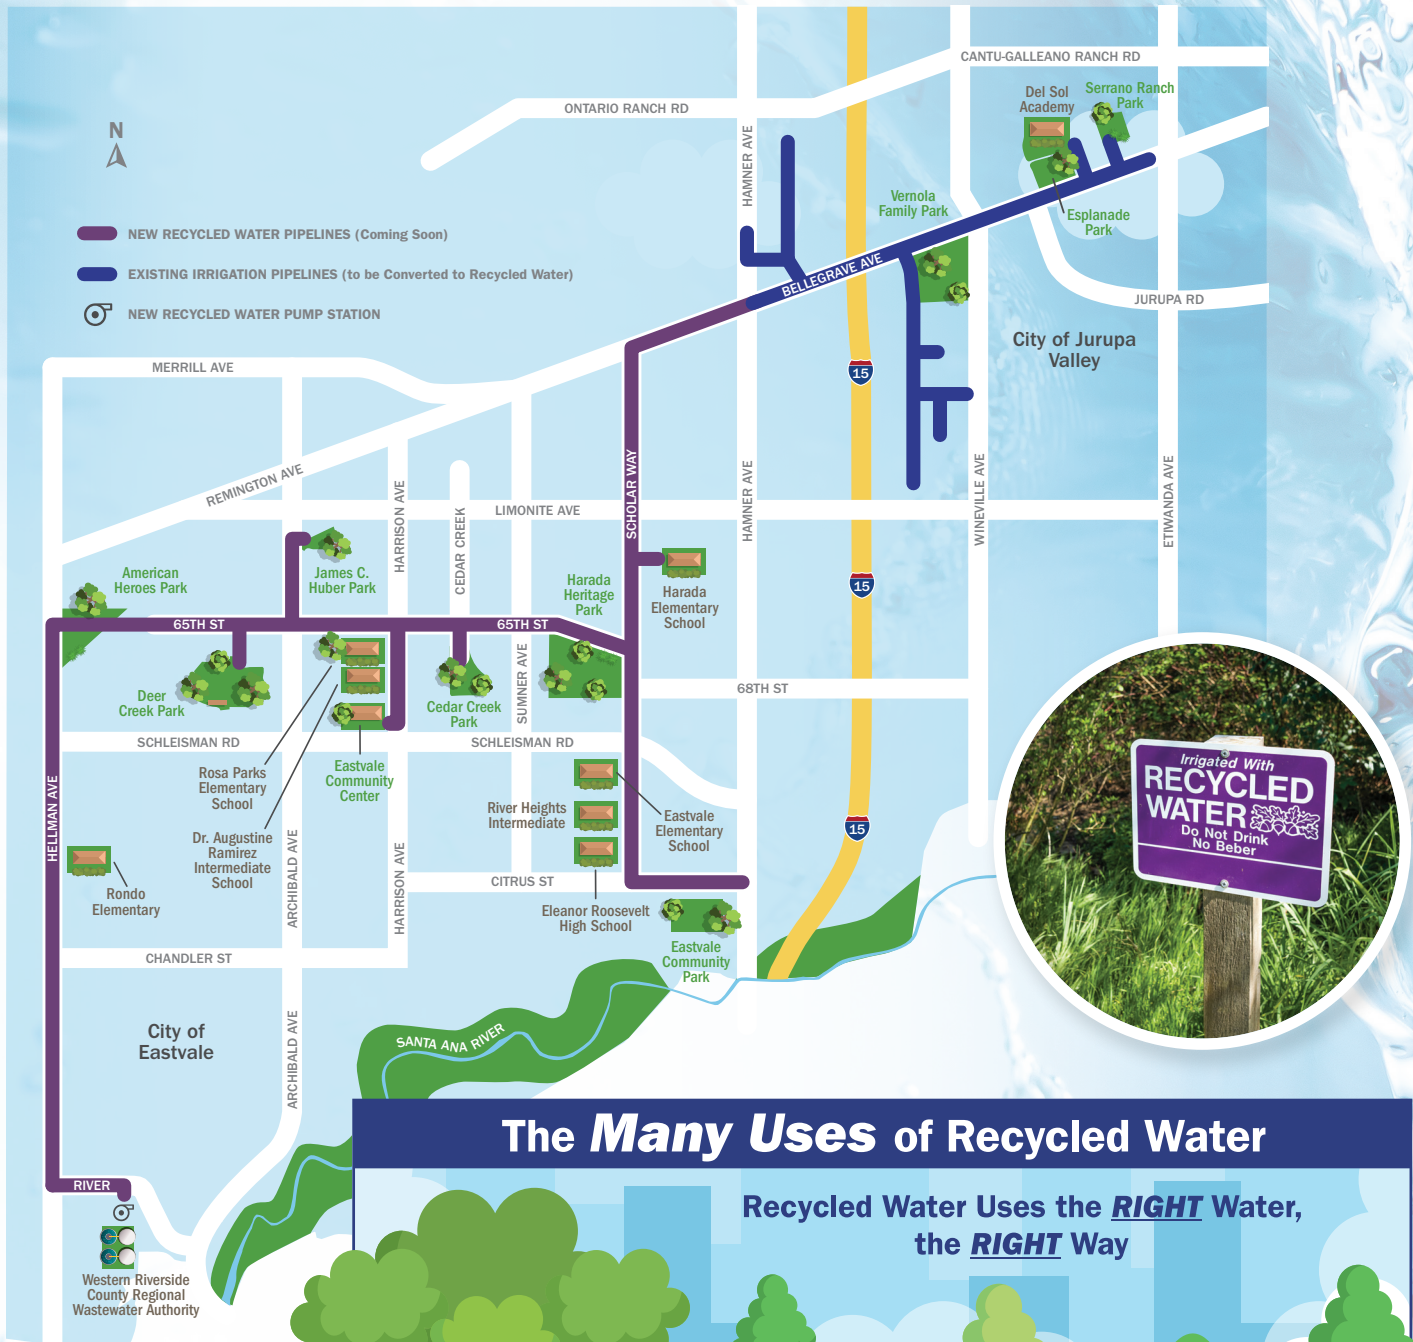 CANTU-GALLEANO RANCH RD
ONTARIO RANCH RD
Del Sol
Academy
Serrano Ranch
Park
N
HAMNER AVE
Vernola
Family Park
Esplanade
Park
NEW RECYCLED WATER PIPELINES (Coming Soon)
EXISTING IRRIGATION PIPELINES (to be Converted to Recycled Water)
NEW RECYCLED WATER PUMP STATION
BELLEGRAVE AVE
JURUPA RD
City of Jurupa
Valley
MERRILL AVE
15
REMINGTON AVE
HARRISON AVE
CEDAR CREEK
LIMONITE AVE
SCHOLAR WAY
HAMNER AVE
WINEVILLE AVE
ETIWANDA AVE
American
Heroes Park
James C.
Huber Park
Harada
Heritage
Park
Harada
Elementary
School
15
65TH ST
65TH ST
Deer
Creek Park
Cedar Creek
Park
SUMNER AVE
68TH ST
SCHLEISMAN RD
SCHLEISMAN RD
Rosa Parks
Elementary
School
Eastvale
Community
Center
River Heights
Intermediate
Eastvale
Elementary
School
15
HELLMAN AVE
Dr. Augustine
Ramirez
Intermediate
School
ARCHIBALD AVE
HARRISON AVE
Rondo
Elementary
CITRUS ST
Eleanor Roosevelt
High School
Eastvale
Community
Park
CHANDLER ST
City of
Eastvale
ARCHIBALD AVE
SANTA ANA RIVER
Irrigated With
RECYCLED
WATER
Do Not Drink
No Beber
RIVER
Western Riverside
County Regional
Wastewater Authority
The Many Uses of Recycled Water
Recycled Water Uses the RIGHT Water,
the RIGHT Way